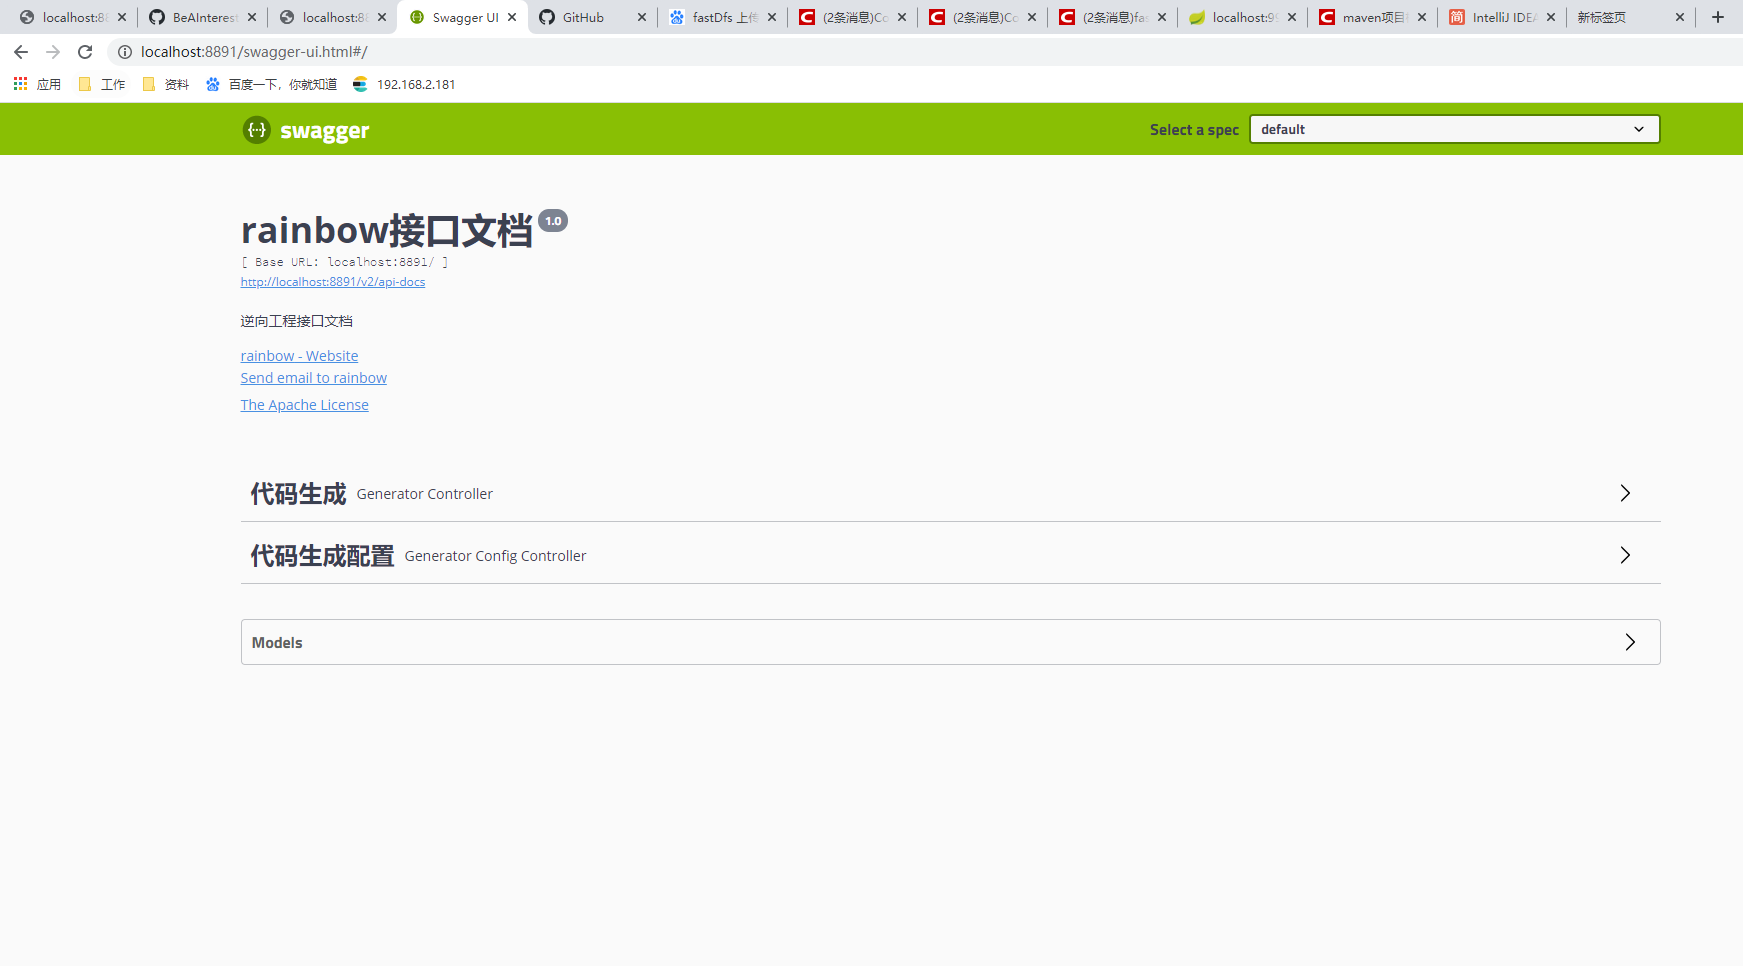 localhost:88
BeAInterest
localhost:88
Swagger UI
GitHub
fastDfs 上传
(2条消息)Co
(2条消息)Co
(2条消息)fas
localhost:99
maven项目
IntelliJ IDEA
新标签页
localhost:8891/swagger-ui.html#/
应用
工作
资料
百度一下，你就知道
192.168.2.181
swagger
Select a spec
default
rainbow接口文档 1.0
[ Base URL: localhost:8891/ ]
http://localhost:8891/v2/api-docs
逆向工程接口文档
rainbow - Website
Send email to rainbow
The Apache License
代码生成 Generator Controller
代码生成配置 Generator Config Controller
Models